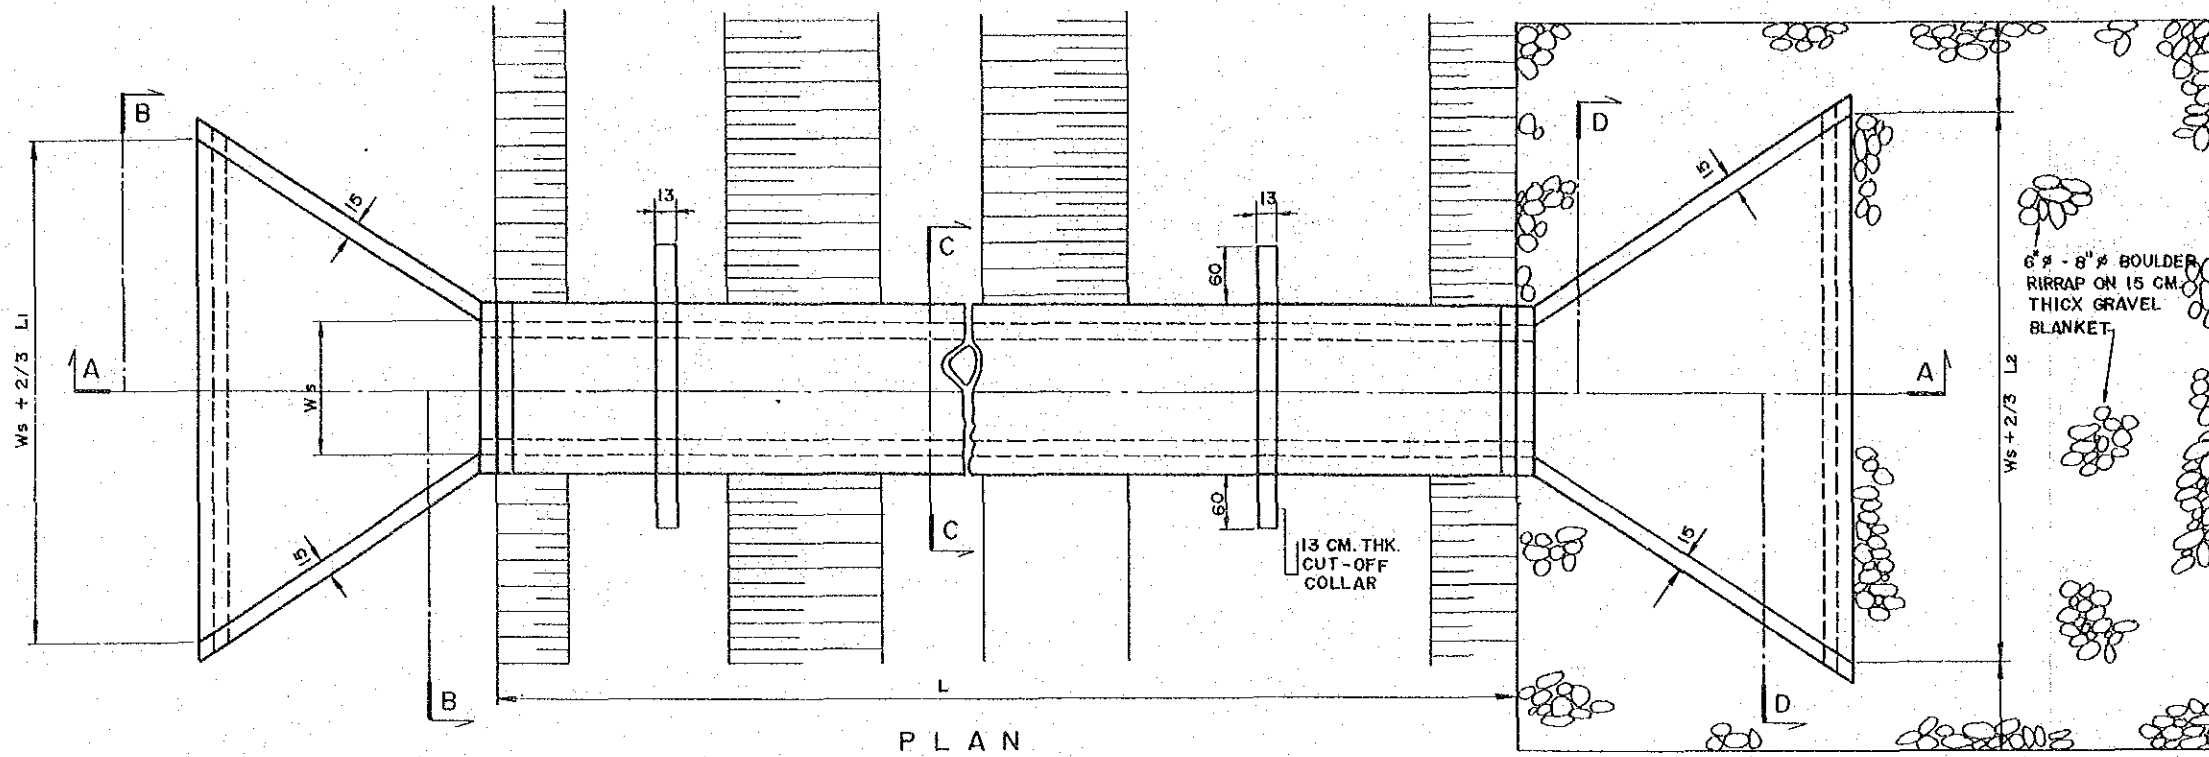 B
D
15
15
13
13
C
60
6"ø - 8"ø BOULDER
RIRRAP ON 15 CM.
THICX GRAVEL
BLANKET
Ws + 2/3 L1
A
Ws
A
Ws + 2/3 L2
60
C
15
15
13 CM. THK.
CUT-OFF
COLLAR
L
B
D
PLAN